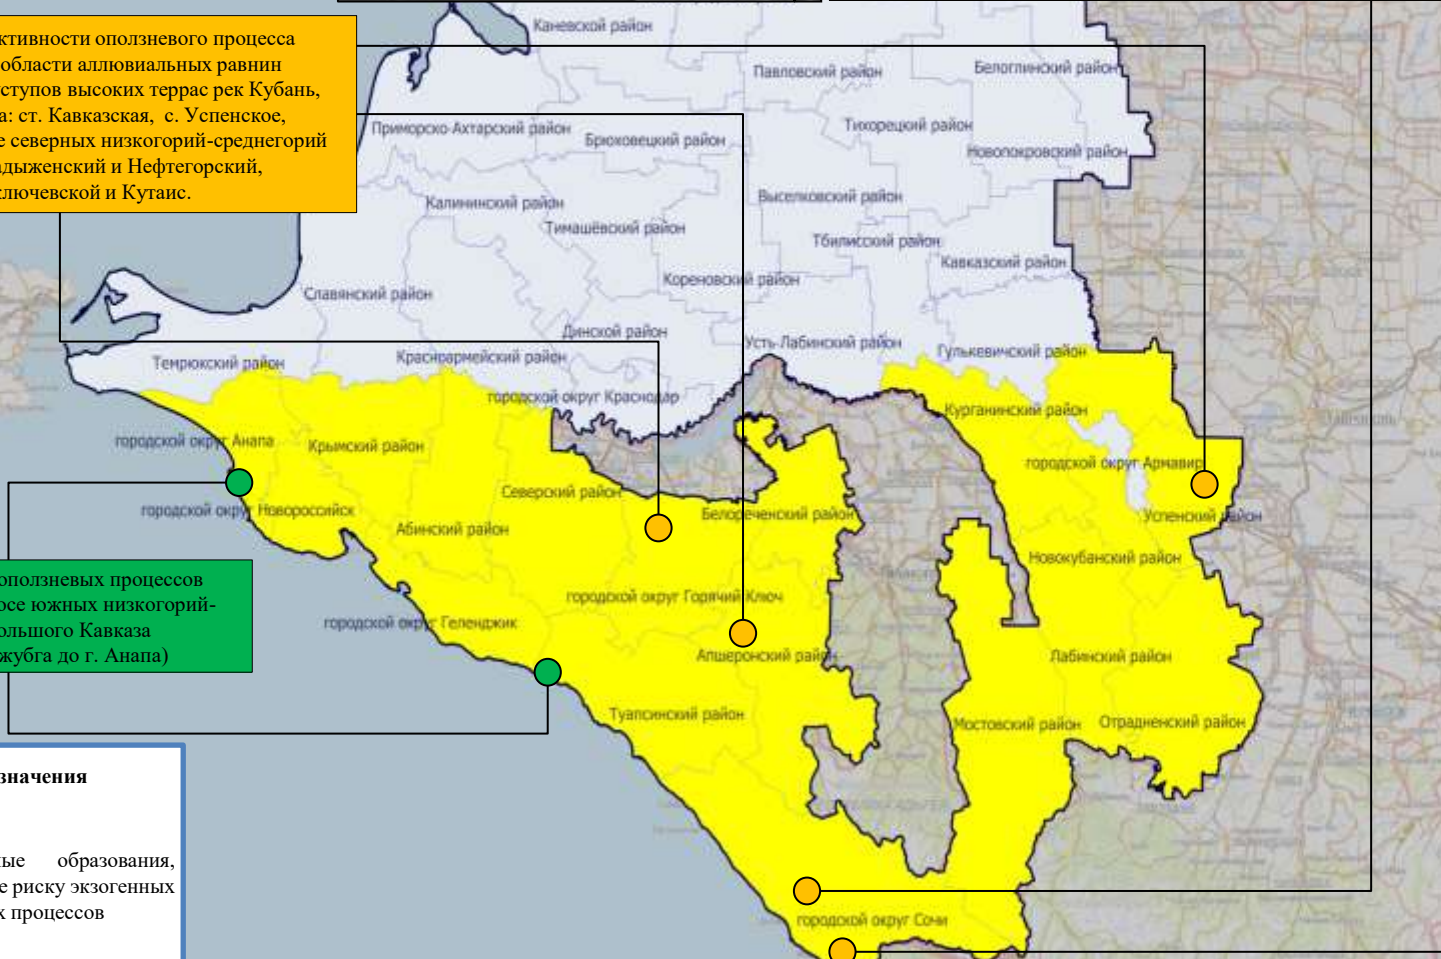 Каневской район
ктивности оползневого процесса
области аллювиальных равнин
ступов высоких террас рек Кубань,
а: ст. Кавказская, с. Успенское,
е северных низкогорий-среднегорий
адыженский и Нефтегорский,
ключевской и Кутаис.
Павловский район
Белоглинский район
Приморско-Ахтарский район
Брюховецкий район
Тихорецкий район
Новопокровский район
Калининский район
Выселковский район
Тимашёвский район
Тбилисский район
Кавказский район
Славянский район
Кореновский район
Динской район
Усть-Лабинский район
Гулькевичский район
Темрюкский район
Красноармейский район
городской округ Краснодар
Курганинский район
городской округ Анапа
Крымский район
городской округ Армавир
Северский район
городской округ Новороссийск
Абинский район
Белореченский район
Успенский район
Новокубанский район
оползневых процессов
осе южных низкогорий-
ольшого Кавказа
жубга до г. Анапа)
городской округ Горячий Ключ
городской округ Геленджик
Апшеронский район
Лабинский район
Туапсинский район
Мостовский район
Отрадненский район
значения
ые образования,
е риску экзогенных
х процессов
городской округ Сочи